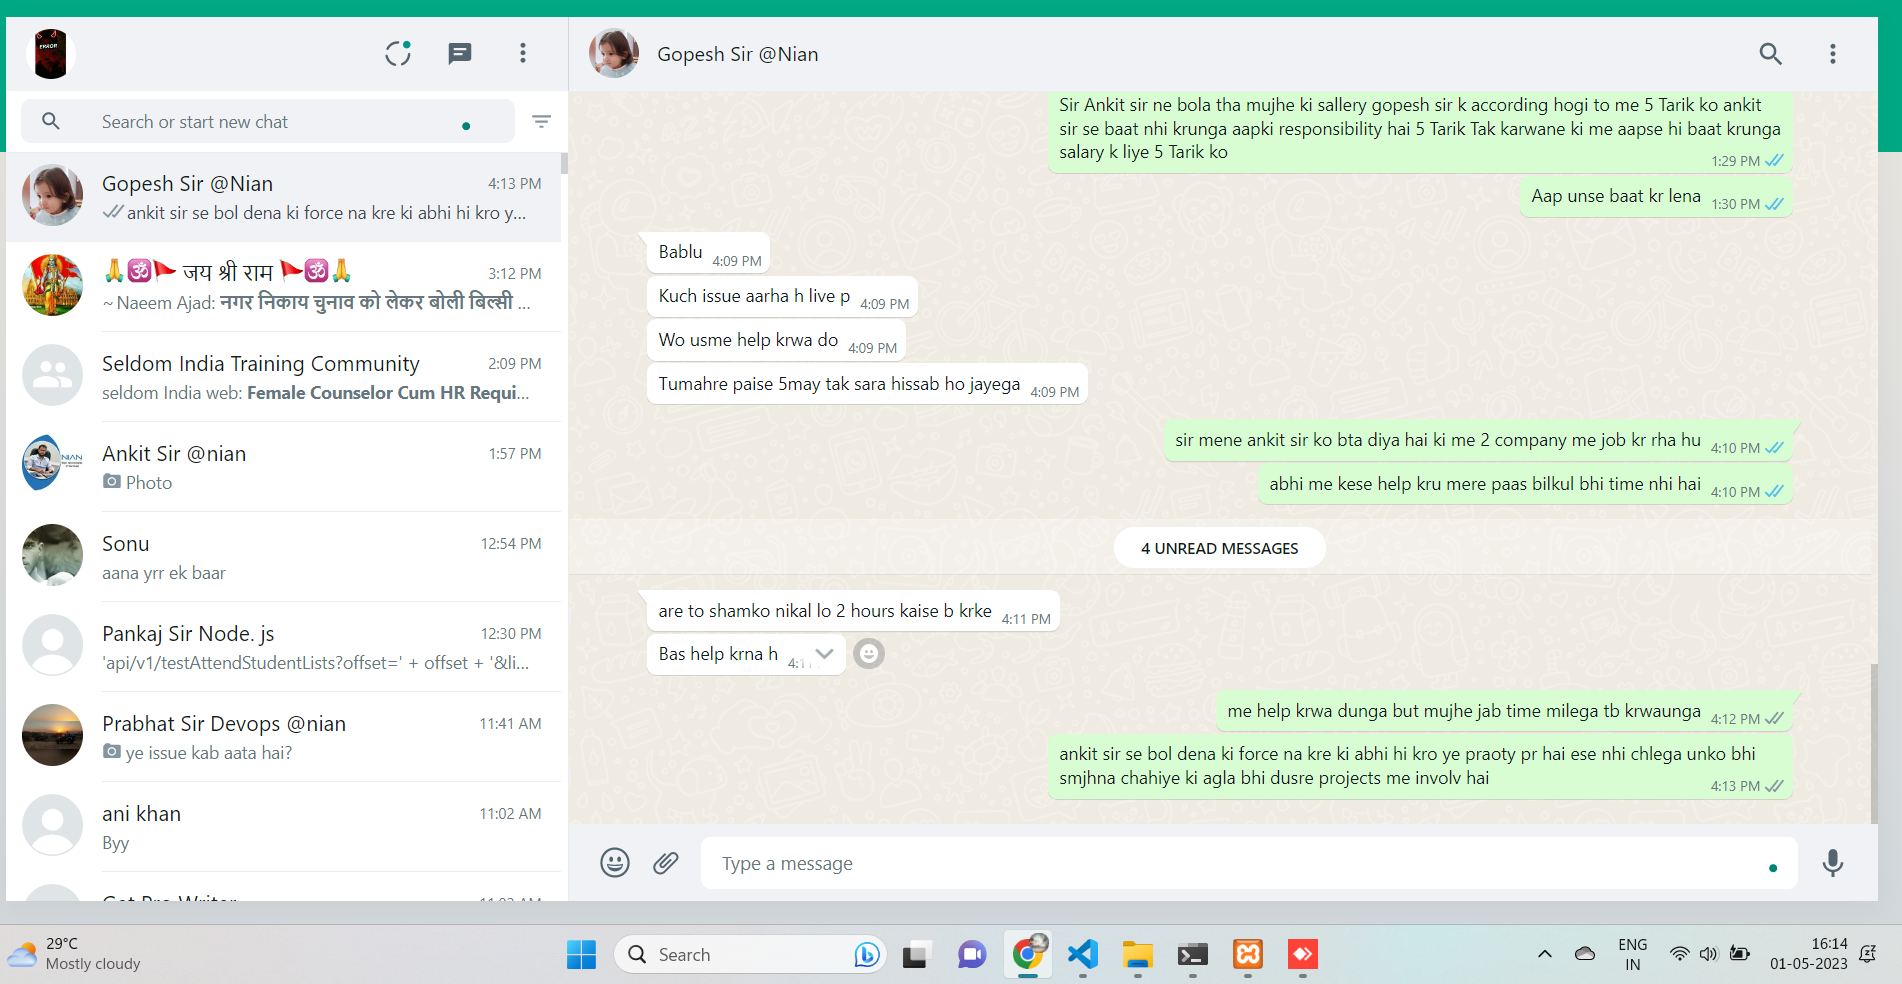 Search or start new chat
Gopesh Sir @Nian
4:13 PM
ankit sir se bol dena ki force na kre ki abhi hi kro y...
🙏🕉️🚩 जय श्री राम 🚩🕉️🙏
3:12 PM
~ Naeem Ajad: नगर निकाय चुनाव को लेकर बोली बिल्सी ...
Seldom India Training Community
2:09 PM
seldom India web: Female Counselor Cum HR Requi...
Ankit Sir @nian
1:57 PM
Photo
Sonu
12:54 PM
aana yrr ek baar
Pankaj Sir Node. js
12:30 PM
'api/v1/testAttendStudentLists?offset=' + offset + '&li...
Prabhat Sir Devops @nian
11:41 AM
ye issue kab aata hai?
ani khan
11:02 AM
Byy
Gopesh Sir @Nian
Sir Ankit sir ne bola tha mujhe ki sallery gopesh sir k according hogi to me 5 Tarik ko ankit
sir se baat nhi krunga aapki responsibility hai 5 Tarik Tak karwane ki me aapse hi baat krunga
salary k liye 5 Tarik ko
1:29 PM
Aap unse baat kr lena 1:30 PM
Bablu 4:09 PM
Kuch issue aarha h live p 4:09 PM
Wo usme help krwa do 4:09 PM
Tumahre paise 5may tak sara hissab ho jayega 4:09 PM
sir mene ankit sir ko bta diya hai ki me 2 company me job kr rha hu 4:10 PM
abhi me kese help kru mere paas bilkul bhi time nhi hai 4:10 PM
4 UNREAD MESSAGES
are to shamko nikal lo 2 hours kaise b krke 4:11 PM
Bas help krna h
me help krwa dunga but mujhe jab time milega tb krwaunga 4:12 PM
ankit sir se bol dena ki force na kre ki abhi hi kro ye praoty pr hai ese nhi chlega unko bhi
smjhna chahiye ki agla bhi dusre projects me involv hai
4:13 PM
Type a message
29°C
Mostly cloudy
Search
ENG
IN
16:14
01-05-2023